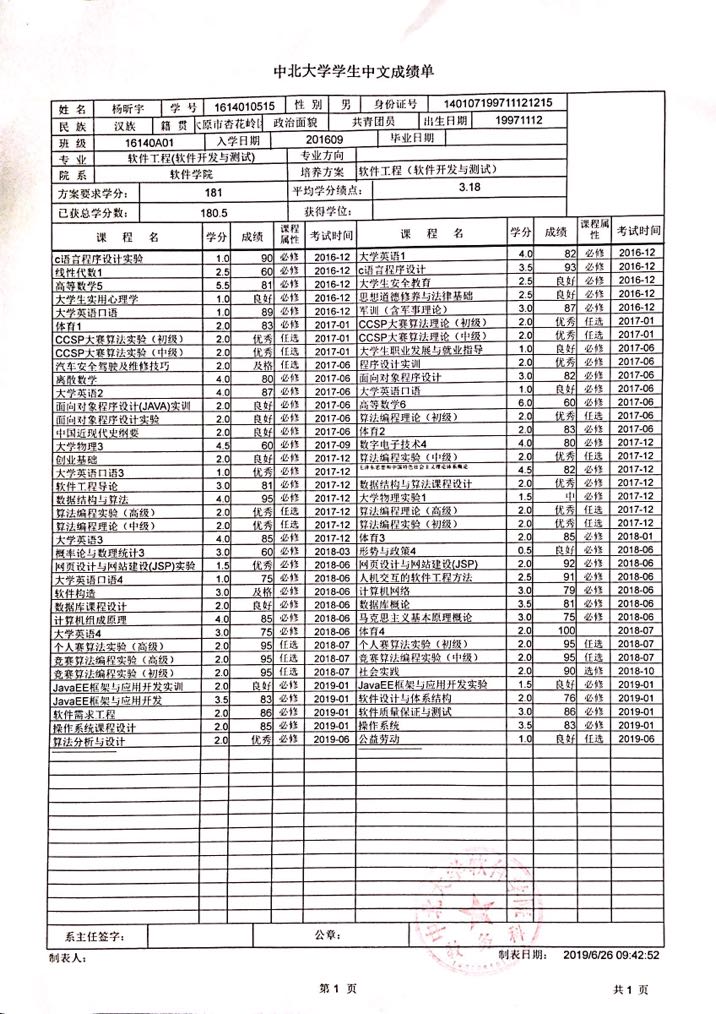 中北大学学生中文成绩单
姓 名 杨昕宇 学 号 1614010515 性 别 男 身份证号 140107199711121215
民 族 汉族 籍 贯 原市杏花岭 政治面貌 共青团员 出生日期 19971112
班 级 16140A01 入学日期 201609 毕业日期
专 业 软件工程(软件开发与测试) 专业方向
院 系 软件学院 培养方案 软件工程（软件开发与测试）
方案要求学分： 181 平均学分绩点： 3.18
已获总学分数： 180.5 获得学位：
课 程 名 学分 成绩 课程属性 考试时间 课 程 名 学分 成绩 课程属性 考试时间
c语言程序设计实验 1.0 90 必修 2016-12 大学英语1 4.0 82 必修 2016-12
线性代数1 2.5 60 必修 2016-12 c语言程序设计 3.5 93 必修 2016-12
高等数学5 5.5 81 必修 2016-12 大学生安全教育 2.5 良好 必修 2016-12
大学生实用心理学 1.0 良好 必修 2016-12 思想道德修养与法律基础 2.5 良好 必修 2016-12
大学英语口语 1.0 89 必修 2016-12 军训（含军事理论） 3.0 87 必修 2016-12
体育1 2.0 83 必修 2017-01 CCSP大赛算法理论（初级） 2.0 优秀 任选 2017-01
CCSP大赛算法实验（初级） 2.0 优秀 任选 2017-01 CCSP大赛算法理论（中级） 2.0 优秀 任选 2017-01
CCSP大赛算法实验（中级） 2.0 优秀 任选 2017-01 大学生职业发展与就业指导 1.0 良好 必修 2017-06
汽车安全驾驶及维修技巧 2.0 及格 任选 2017-06 程序设计实训 2.0 优秀 必修 2017-06
离散数学 4.0 80 必修 2017-06 面向对象程序设计 3.0 82 必修 2017-06
大学英语2 4.0 87 必修 2017-06 大学英语口语 1.0 良好 必修 2017-06
面向对象程序设计(JAVA)实训 2.0 良好 必修 2017-06 高等数学6 6.0 60 必修 2017-06
面向对象程序设计实验 2.0 良好 必修 2017-06 算法编程理论（初级） 2.0 优秀 任选 2017-06
中国近现代史纲要 2.0 良好 必修 2017-06 体育2 2.0 83 必修 2017-06
大学物理3 4.5 60 必修 2017-09 数字电子技术4 4.0 80 必修 2017-12
创业基础 2.0 良好 必修 2017-12 算法编程实验（中级） 2.0 优秀 任选 2017-12
大学英语口语3 1.0 优秀 必修 2017-12 毛泽东思想和中国特色社会主义理论体系概论 4.5 82 必修 2017-12
软件工程导论 3.0 81 必修 2017-12 数据结构与算法课程设计 2.0 优秀 必修 2017-12
数据结构与算法 4.0 95 必修 2017-12 大学物理实验1 1.5 中 必修 2017-12
算法编程实验（高级） 2.0 优秀 任选 2017-12 算法编程理论（高级） 2.0 优秀 任选 2017-12
算法编程理论（中级） 2.0 优秀 任选 2017-12 算法编程实验（初级） 2.0 优秀 任选 2017-12
大学英语3 4.0 85 必修 2017-12 体育3 2.0 85 必修 2018-01
概率论与数理统计3 3.0 60 必修 2018-03 形势与政策4 0.5 良好 必修 2018-06
网页设计与网站建设(JSP)实验 1.5 优秀 必修 2018-06 网页设计与网站建设(JSP) 2.0 92 必修 2018-06
大学英语口语4 1.0 75 必修 2018-06 人机交互的软件工程方法 2.5 91 必修 2018-06
软件构造 3.0 及格 必修 2018-06 计算机网络 3.0 79 必修 2018-06
数据库课程设计 2.0 良好 必修 2018-06 数据库概论 3.5 81 必修 2018-06
计算机组成原理 4.0 85 必修 2018-06 马克思主义基本原理概论 3.0 75 必修 2018-06
大学英语4 3.0 75 必修 2018-06 体育4 2.0 100 2018-07
个人赛算法实验（高级） 2.0 95 任选 2018-07 个人赛算法实验（初级） 2.0 95 任选 2018-07
竞赛算法编程实验（高级） 2.0 95 任选 2018-07 竞赛算法编程实验（中级） 2.0 95 任选 2018-07
竞赛算法编程实验（初级） 2.0 95 任选 2018-07 社会实践 2.0 90 选修 2018-10
JavaEE框架与应用开发实训 2.0 良好 必修 2019-01 JavaEE框架与应用开发实验 1.5 良好 必修 2019-01
JavaEE框架与应用开发 3.5 83 必修 2019-01 软件设计与体系结构 2.0 76 必修 2019-01
软件需求工程 2.0 86 必修 2019-01 软件质量保证与测试 3.0 86 必修 2019-01
操作系统课程设计 2.0 85 必修 2019-01 操作系统 3.5 83 必修 2019-01
算法分析与设计 2.0 优秀 必修 2019-06 公益劳动 1.0 良好 任选 2019-06
系主任签字： 公章：
中北大学软件学院
教务科
制表人： 制表日期： 2019/6/26 09:42:52
第 1 页 共 1 页